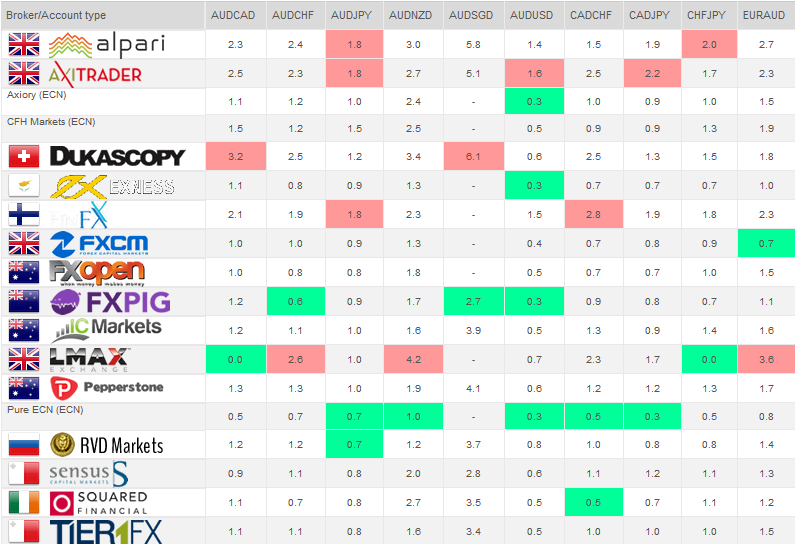 Broker/Account type AUDCAD AUDCHF AUDJPY AUDNZD AUDSGD AUDUSD CADCHF CADJPY CHFJPY EURAUD
alpari 2.3 2.4 1.8 3.0 5.8 1.4 1.5 1.9 2.0 2.7
AXITRADER 2.5 2.3 1.8 2.7 5.1 1.6 2.5 2.2 1.7 2.3
Axiory (ECN) 1.1 1.2 1.0 2.4 - 0.3 1.0 0.9 1.0 1.5
CFH Markets (ECN) 1.5 1.2 1.5 2.5 - 0.5 0.9 0.9 1.3 1.9
DUKASCOPY 3.2 2.5 1.2 3.4 6.1 0.6 2.5 1.3 1.5 1.8
EXNESS 1.1 0.8 0.9 1.3 - 0.3 0.7 0.7 0.7 1.0
FX 2.1 1.9 1.8 2.3 - 1.5 2.8 1.9 1.8 2.3
FXCM 1.0 1.0 0.9 1.3 - 0.4 0.7 0.8 0.9 0.7
FOREX CAPITAL MARKETS
FXopen 1.0 0.8 0.8 1.8 - 0.5 0.7 0.7 1.0 1.5
when money makes money
FXPIG 1.2 0.6 0.9 1.7 2.7 0.3 0.9 0.8 0.7 1.1
IC Markets 1.2 1.1 1.0 1.6 3.9 0.5 1.3 0.9 1.4 1.6
LMAX 0.0 2.6 1.0 4.2 - 0.7 2.3 1.7 0.0 3.6
EXCHANGE
Pepperstone 1.3 1.3 1.0 1.9 4.1 0.6 1.2 1.2 1.3 1.7
Pure ECN (ECN) 0.5 0.7 0.7 1.0 - 0.3 0.5 0.3 0.5 0.8
RVD Markets 1.2 1.2 0.7 1.2 3.7 0.8 1.0 0.8 0.8 1.4
sensus S 0.9 1.1 0.8 2.0 2.8 0.6 1.1 1.2 1.1 1.3
CAPITAL MARKETS
SQUARED 1.1 0.7 0.8 2.7 3.5 0.5 0.5 0.7 1.1 1.2
FINANCIAL
TIER1FX 1.1 1.1 0.8 1.6 3.4 0.5 1.0 1.0 1.0 1.5